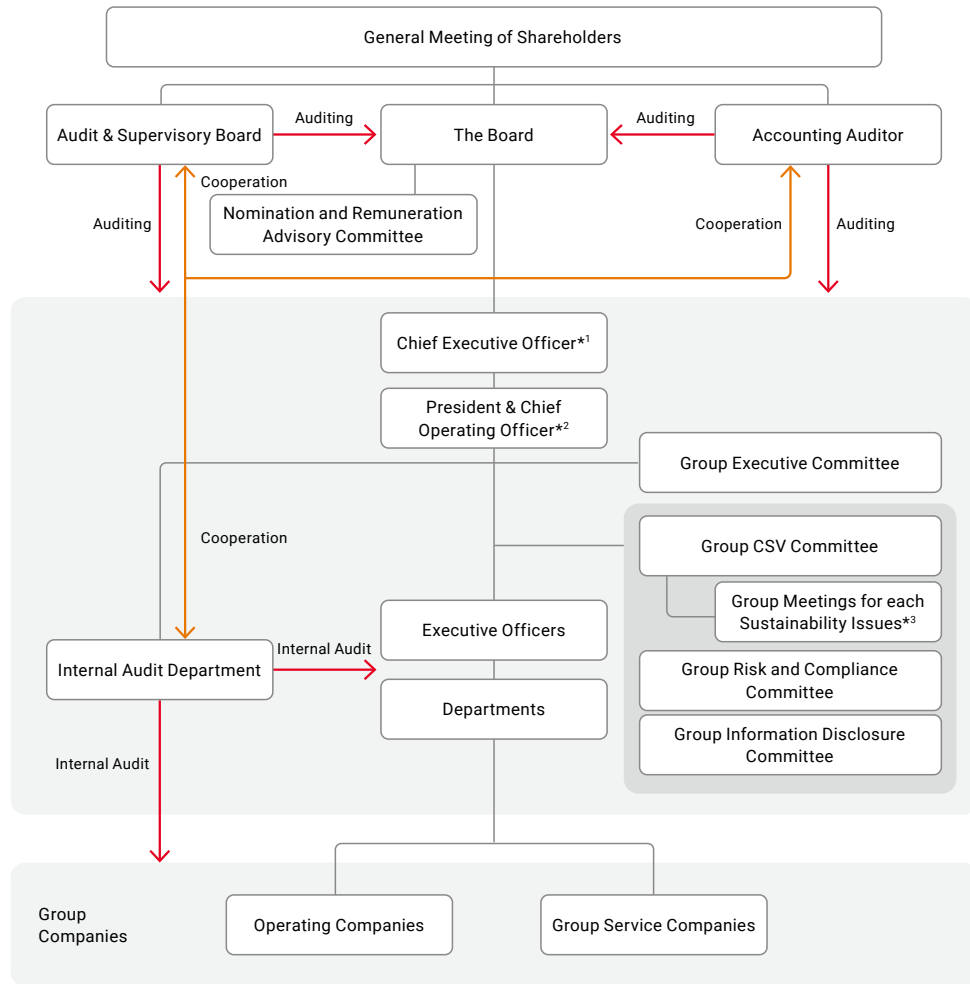 General Meeting of Shareholders
Audit & Supervisory Board
Auditing
The Board
Auditing
Accounting Auditor
Cooperation
Auditing
Nomination and Remuneration
Advisory Committee
Cooperation
Auditing
Chief Executive Officer*1
President & Chief
Operating Officer*2
Group Executive Committee
Cooperation
Group CSV Committee
Group Meetings for each
Sustainability Issues*3
Executive Officers
Internal Audit Department
Internal Audit
Group Risk and Compliance
Committee
Departments
Group Information Disclosure
Committee
Internal Audit
Group
Companies
Operating Companies
Group Service Companies